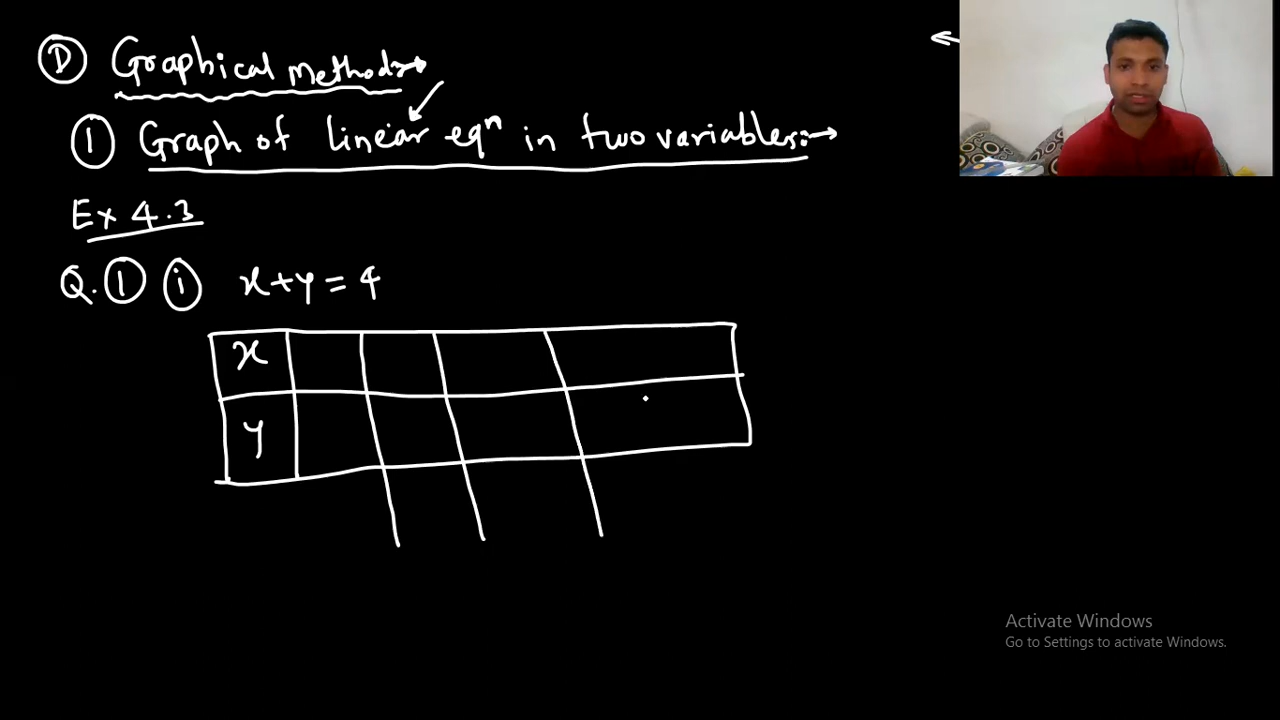 D Graphical Method:→
1 Graph of linear eqⁿ in two variables:→
Ex 4.3
Q. 1 i x+y=4
x
y
Activate Windows
Go to Settings to activate Windows.